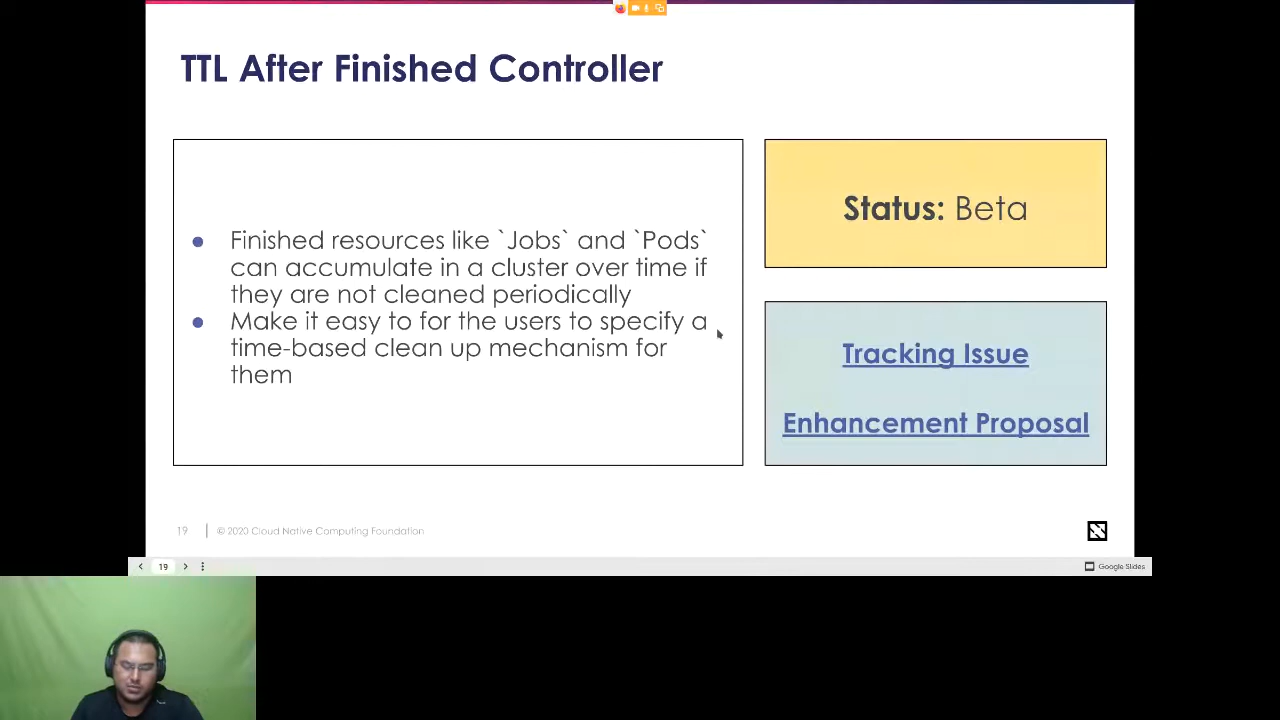 TTL After Finished Controller
● Finished resources like `Jobs` and `Pods`
can accumulate in a cluster over time if
they are not cleaned periodically
● Make it easy to for the users to specify a
time-based clean up mechanism for
them
Status: Beta
Tracking Issue
Enhancement Proposal
19
© 2020 Cloud Native Computing Foundation
19
Google Slides